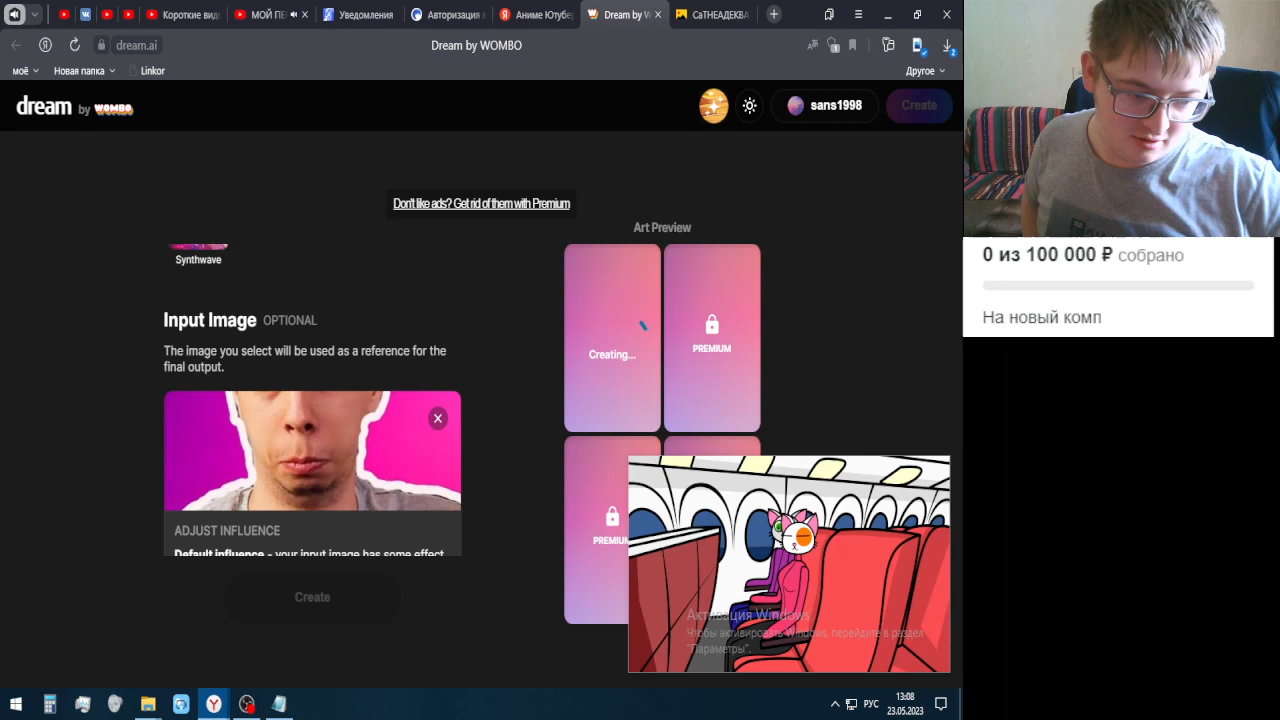 Короткие вид
МОЙ ПЕ
Уведомления
Авторизация
Аниме Ютубе
Dream by W
СаТНЕАДЕКВА
dream.ai
Dream by WOMBO
моё
Новая папка
Linkor
Другое
dream by WOMBO
sans1998
Create
Don't like ads? Get rid of them with Premium
Art Preview
Synthwave
Input Image OPTIONAL
The image you select will be used as a reference for the
final output.
Creating...
PREMIUM
ADJUST INFLUENCE
Default influence - your input image has some effect
PREMIUM
Create
Активация Windows
Чтобы активировать Windows, перейдите в раздел
"Параметры".
0 из 100 000 ₽ собрано
На новый комп
РУС
13:08
23.05.2023